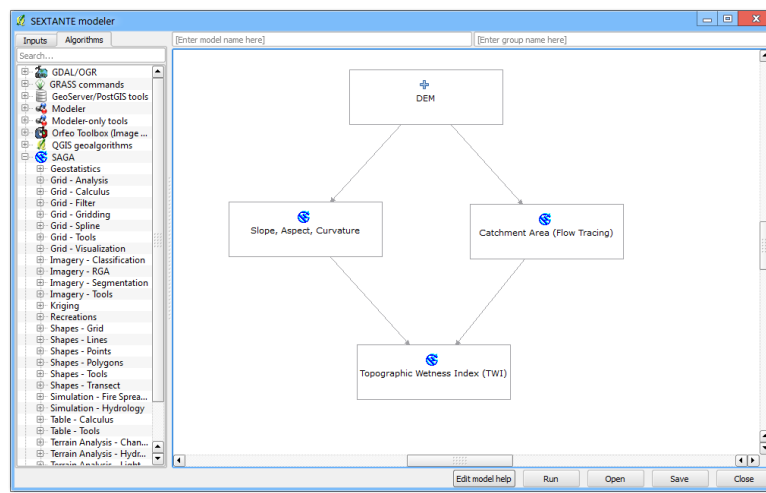 SEXTANTE modeler
Inputs
Algorithms
[Enter model name here]
[Enter group name here]
Search...
GDAL/OGR
GRASS commands
GeoServer/PostGIS tools
Modeler
Modeler-only tools
Orfeo Toolbox (Image ...
QGIS geoalgorithms
SAGA
Geostatistics
Grid - Analysis
Grid - Calculus
Grid - Filter
Grid - Gridding
Grid - Spline
Grid - Tools
Grid - Visualization
Imagery - Classification
Imagery - RGA
Imagery - Segmentation
Imagery - Tools
Kriging
Recreations
Shapes - Grid
Shapes - Lines
Shapes - Points
Shapes - Polygons
Shapes - Tools
Shapes - Transect
Simulation - Fire Sprea...
Simulation - Hydrology
Table - Calculus
Table - Tools
Terrain Analysis - Chan...
Terrain Analysis - Hydr...
Terrain Analysis - Light...
DEM
Slope, Aspect, Curvature
Catchment Area (Flow Tracing)
Topographic Wetness Index (TWI)
Edit model help
Run
Open
Save
Close